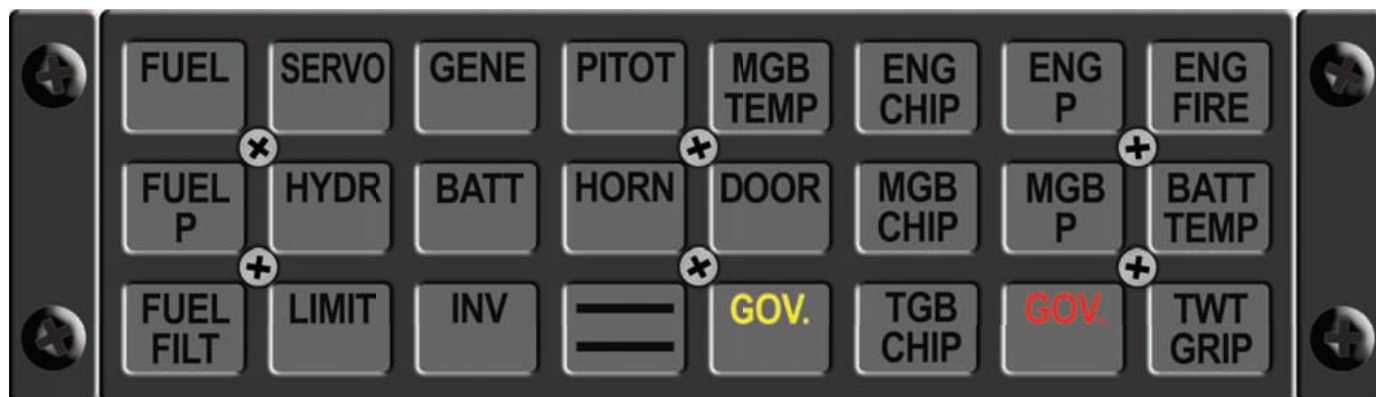 FUEL SERVO GENE PITOT MGB TEMP ENG CHIP ENG P ENG FIRE
FUEL P HYDR BATT HORN DOOR MGB CHIP MGB P BATT TEMP
FUEL FILT LIMIT INV GOV. TGB CHIP GOV. TWT GRIP